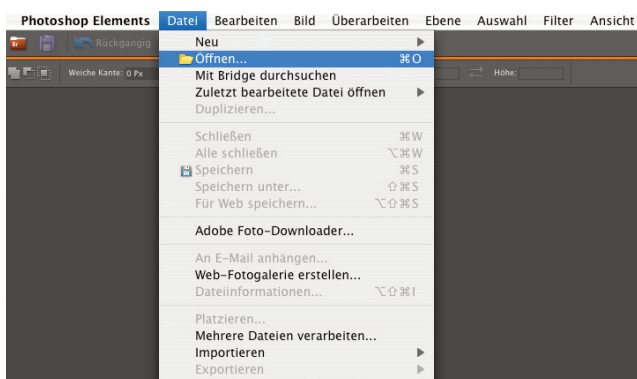 Photoshop Elements Datei Bearbeiten Bild Überarbeiten Ebene Auswahl Filter Ansicht
Rückgängig
Weiche Kante: 0 Px
Höhe:
Neu
Öffnen... ⌘O
Mit Bridge durchsuchen
Zuletzt bearbeitete Datei öffnen
Duplizieren...
Schließen ⌘W
Alle schließen ⌥⌘W
Speichern ⌘S
Speichern unter... ⇧⌘S
Für Web speichern... ⌥⇧⌘S
Adobe Foto-Downloader...
An E-Mail anhängen...
Web-Fotogalerie erstellen...
Dateiinformationen... ⌥⇧⌘I
Platzieren...
Mehrere Dateien verarbeiten...
Importieren
Exportieren